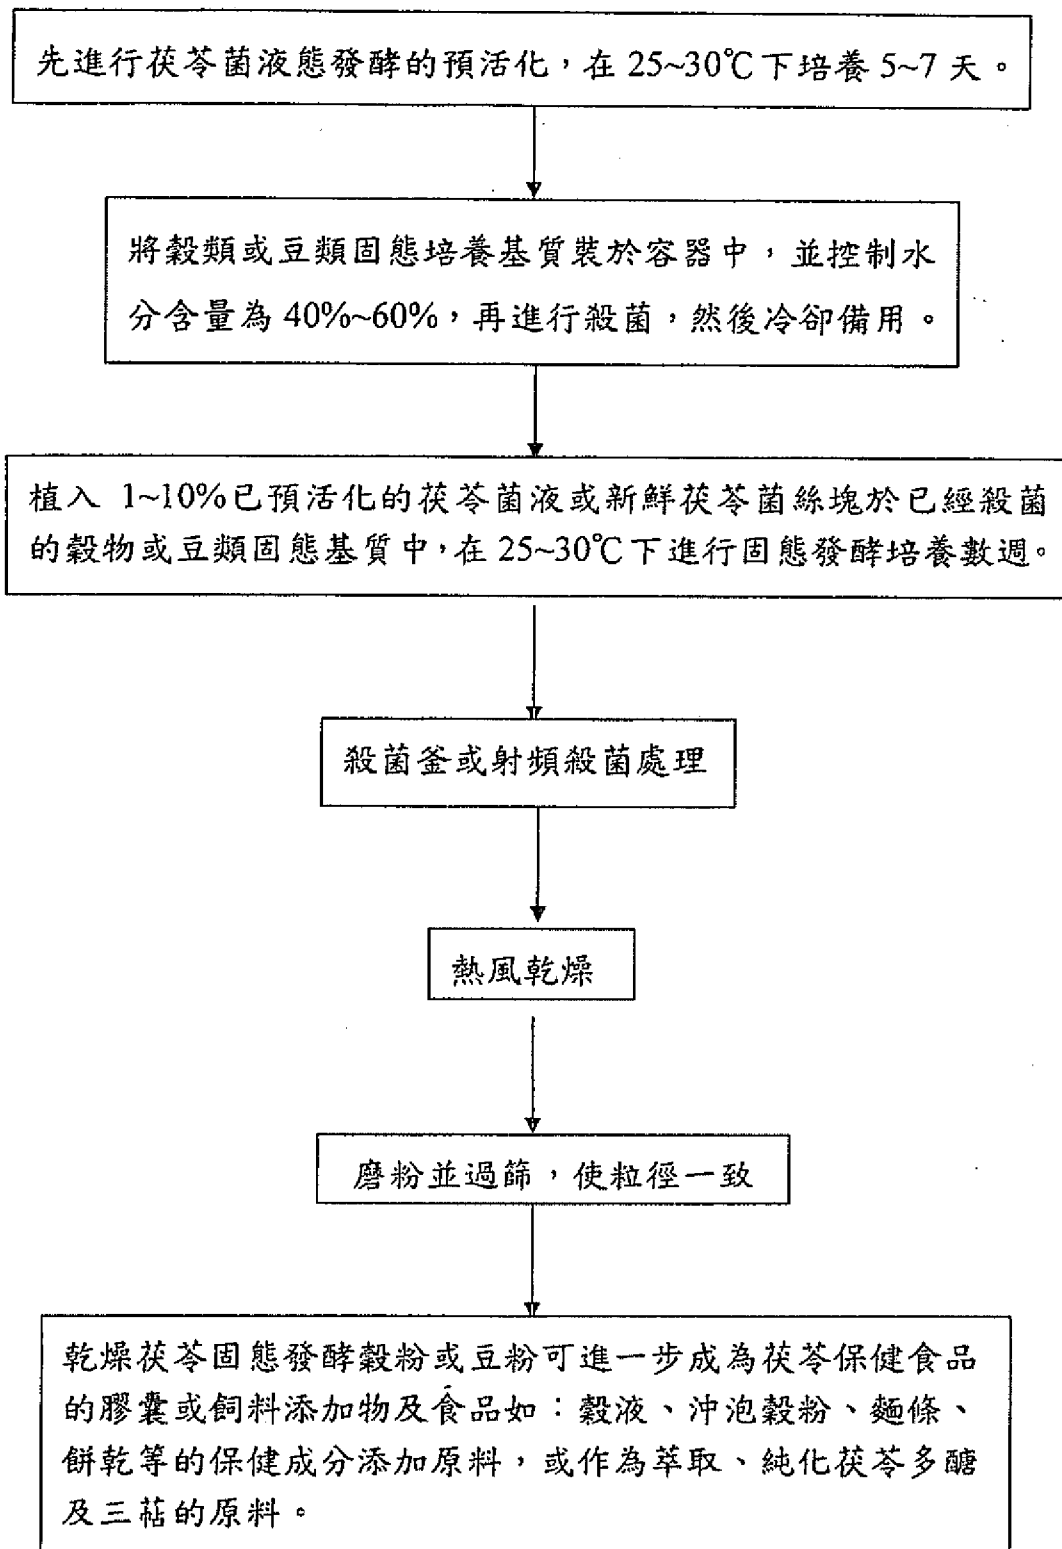 先進行茯苓菌液態發酵的預活化，在 25~30℃下培養 5~7 天。
將穀類或豆類固態培養基質裝於容器中，並控制水
分含量為 40%~60%，再進行殺菌，然後冷卻備用。
植入 1~10%已預活化的茯苓菌液或新鮮茯苓菌絲塊於已經殺菌
的穀物或豆類固態基質中，在 25~30℃下進行固態發酵培養數週。
殺菌釜或射頻殺菌處理
熱風乾燥
磨粉並過篩，使粒徑一致
乾燥茯苓固態發酵穀粉或豆粉可進一步成為茯苓保健食品
的膠囊或飼料添加物及食品如：穀液、沖泡穀粉、麵條、
餅乾等的保健成分添加原料，或作為萃取、純化茯苓多醣
及三萜的原料。